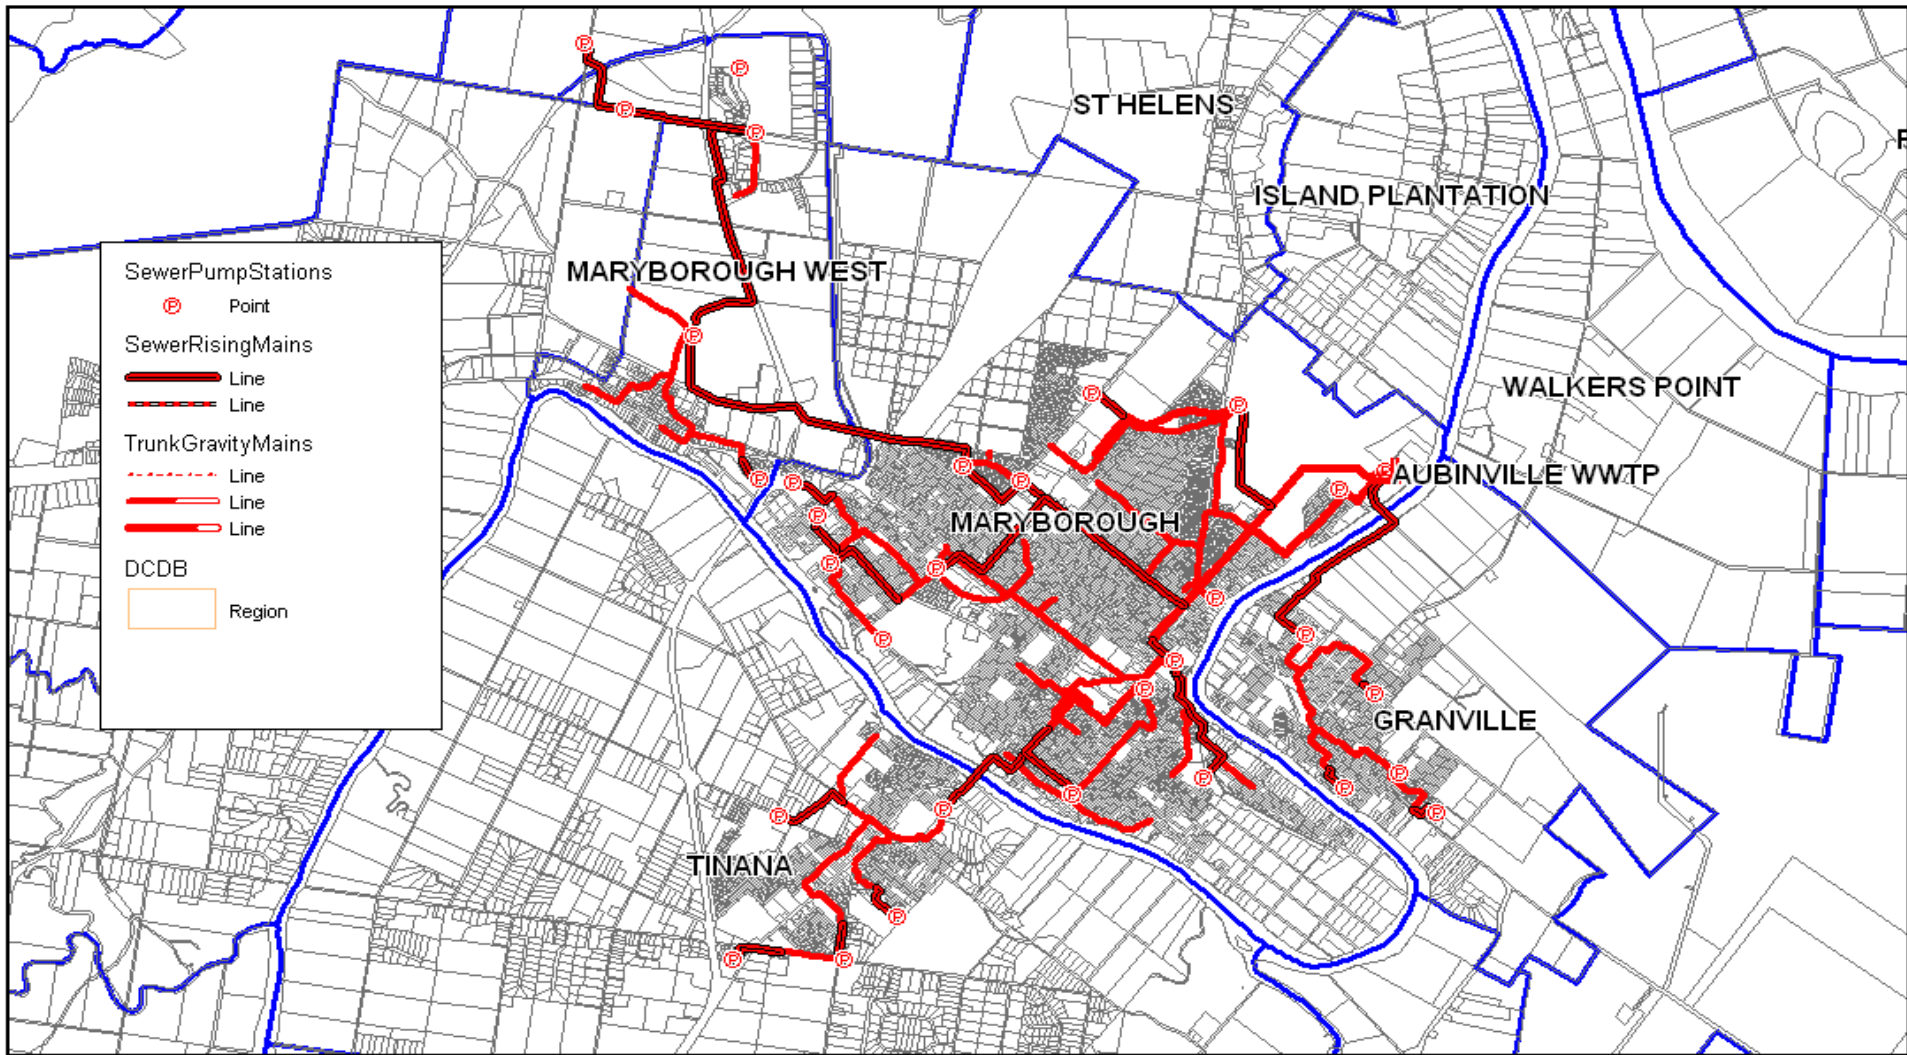 ST HELENS
ISLAND PLANTATION
MARYBOROUGH WEST
SewerPumpStations
Point
SewerRisingMains
Line
Line
TrunkGravityMains
Line
Line
Line
DCDB
Region
WALKERS POINT
AUBINVILLE WWTP
MARYBOROUGH
GRANVILLE
TINANA